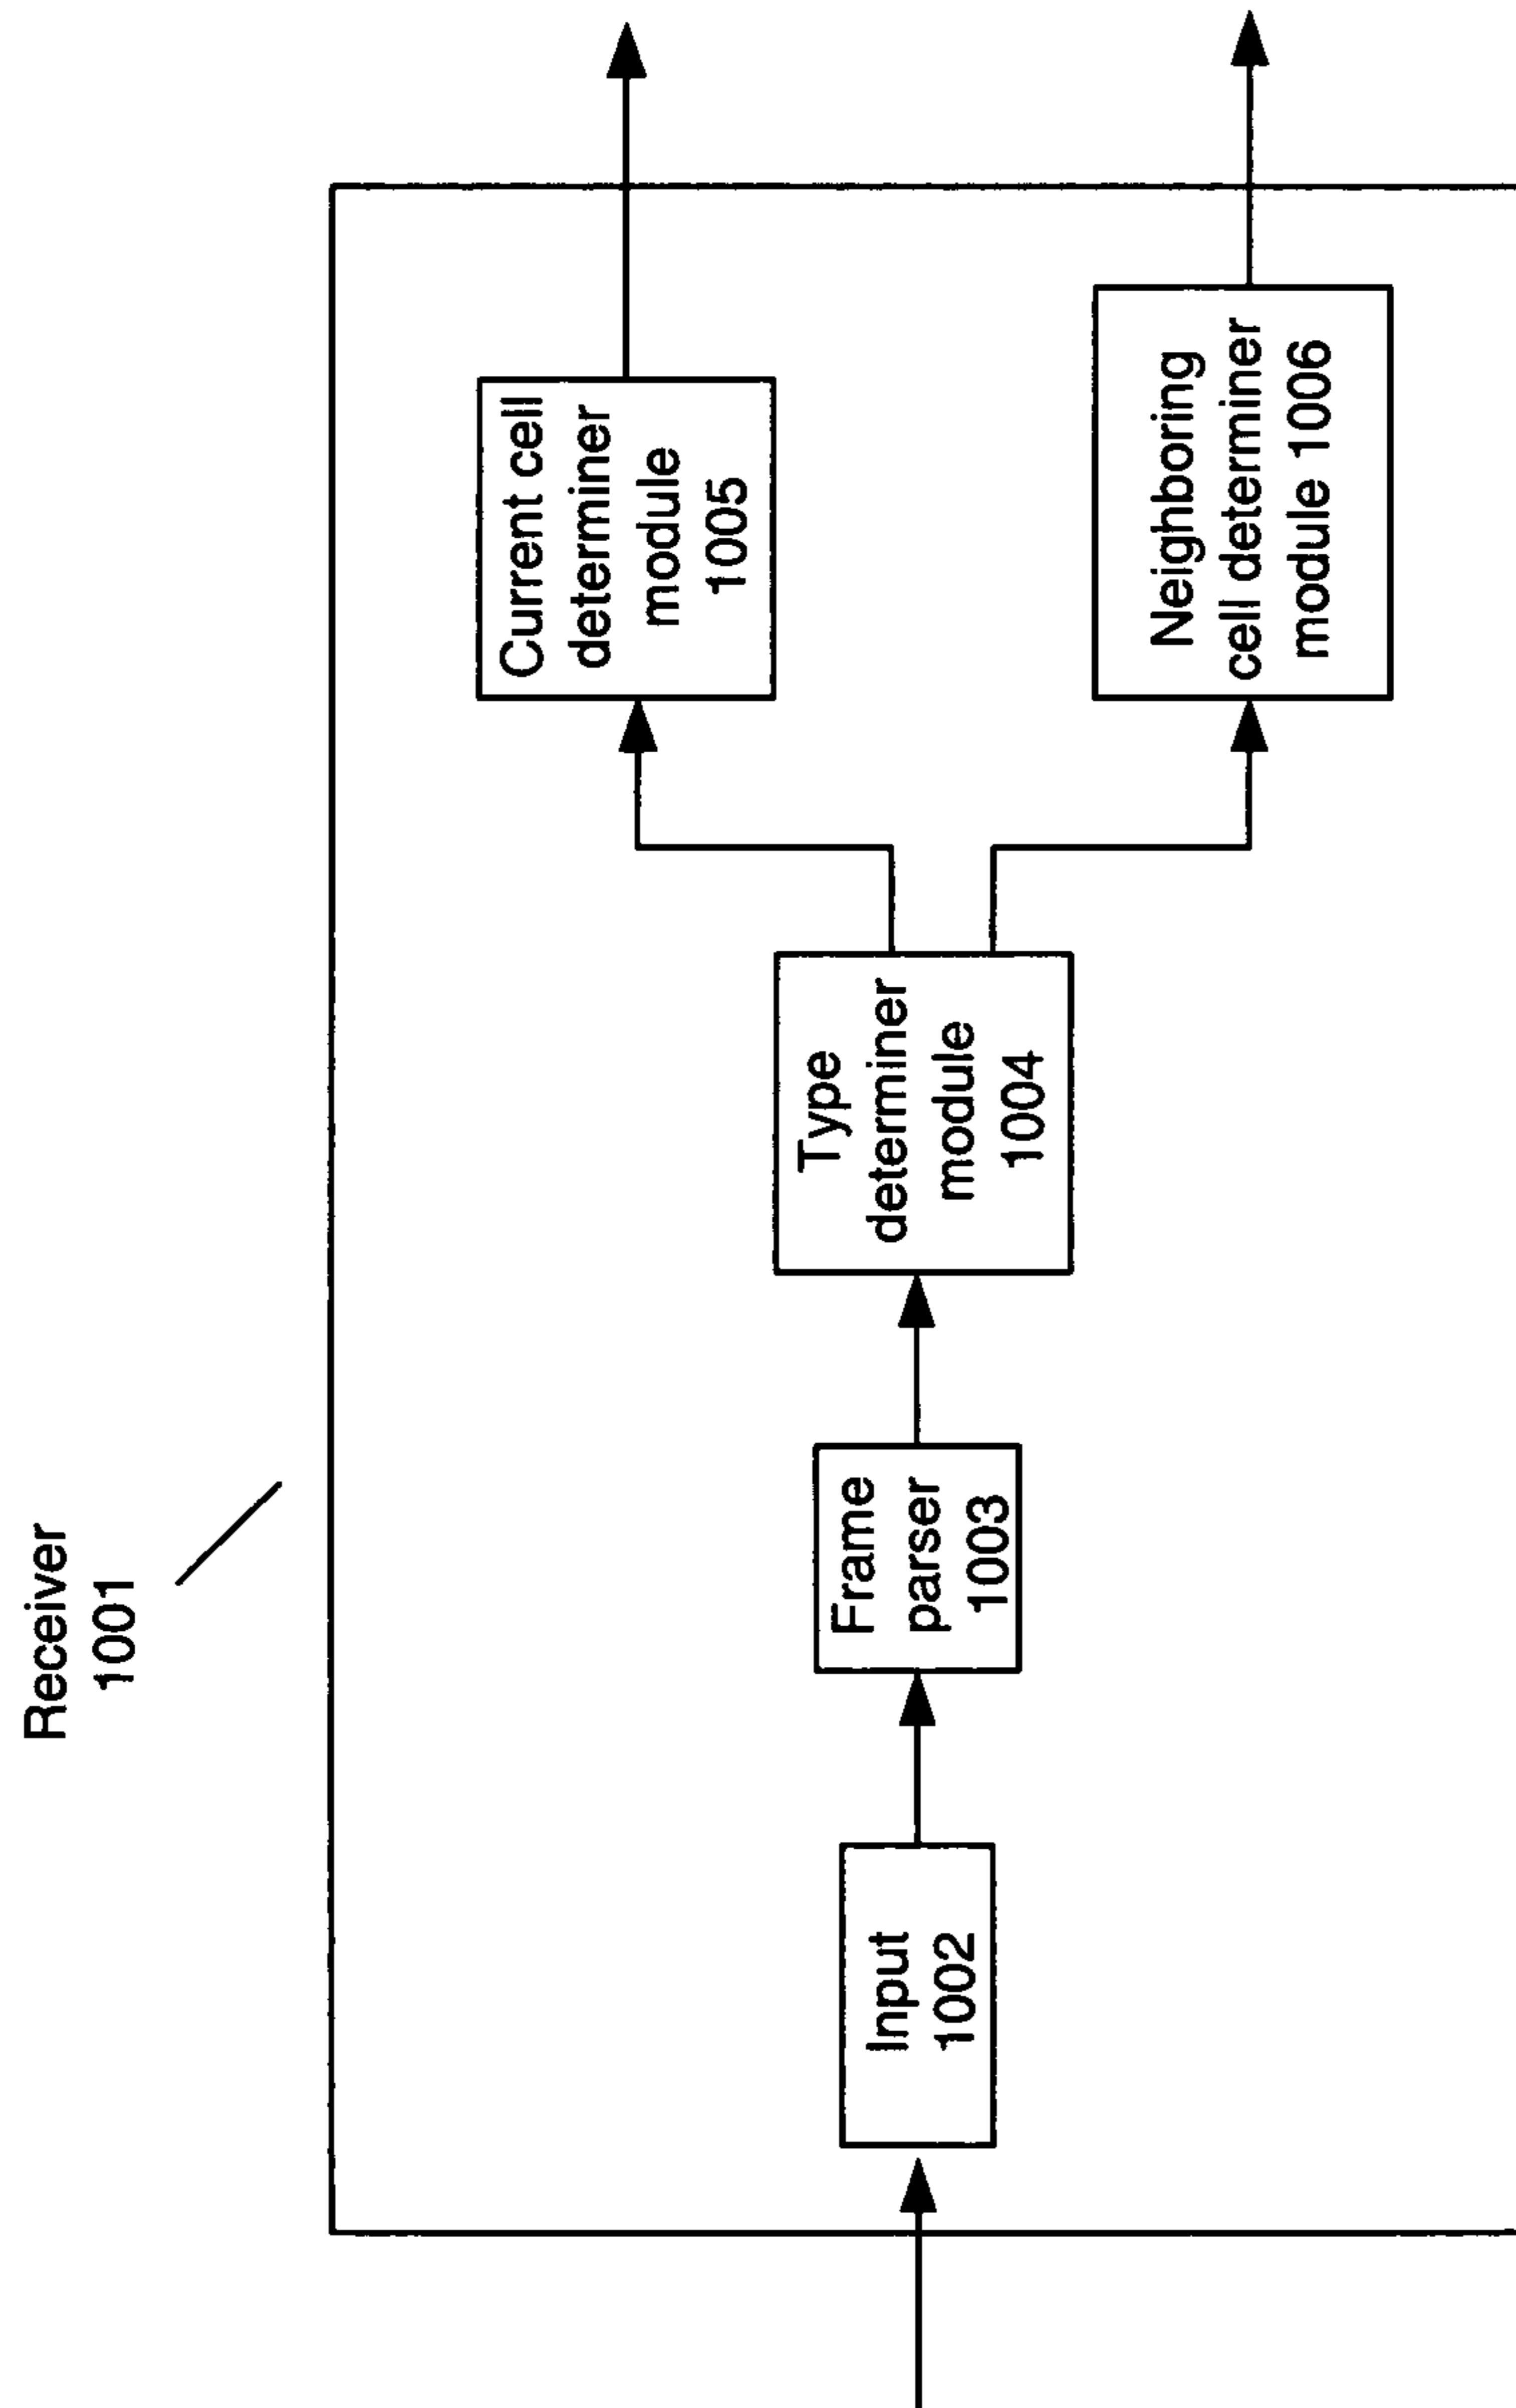 Receiver
1001
Input
1002
Frame
parser
1003
Type
determiner
module
1004
Current cell
determiner
module
1005
Neighboring
cell determiner
module 1006